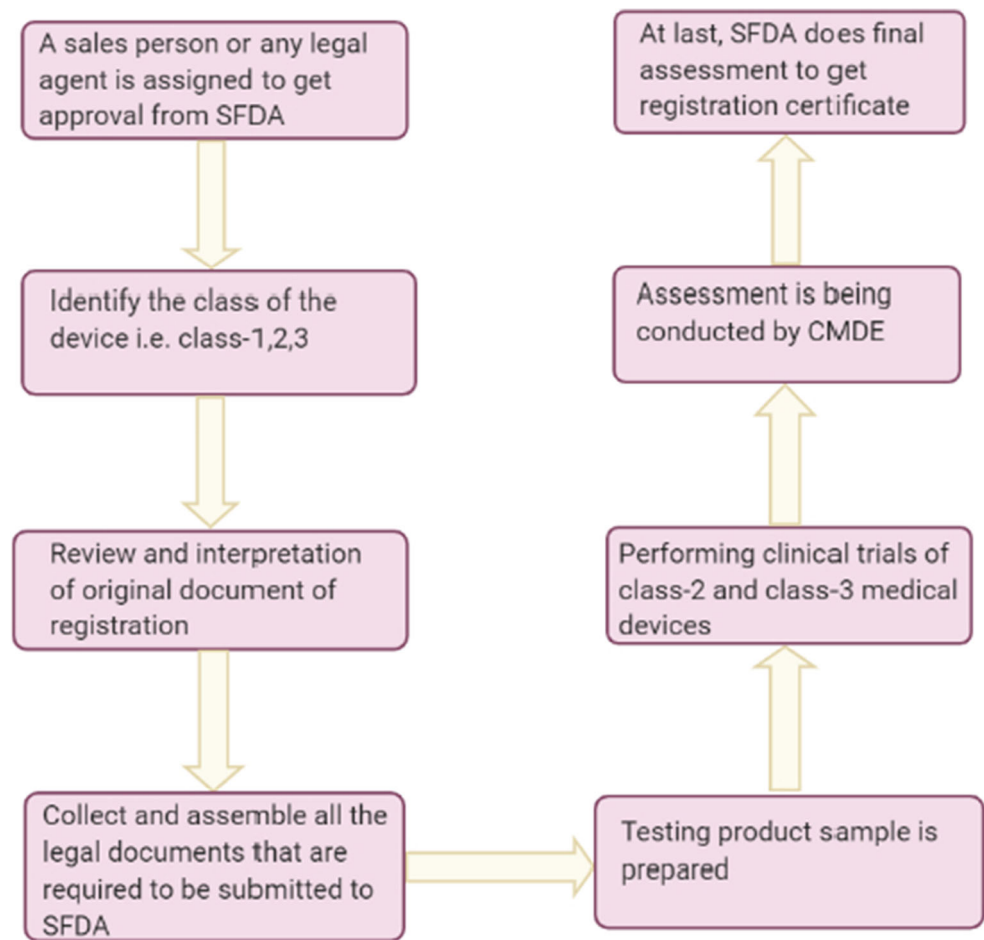 A sales person or any legal
agent is assigned to get
approval from SFDA
Identify the class of the
device i.e. class-1,2,3
Review and interpretation
of original document of
registration
Collect and assemble all the
legal documents that are
required to be submitted to
SFDA
Testing product sample is
prepared
Performing clinical trials of
class-2 and class-3 medical
devices
Assessment is being
conducted by CMDE
At last, SFDA does final
assessment to get
registration certificate